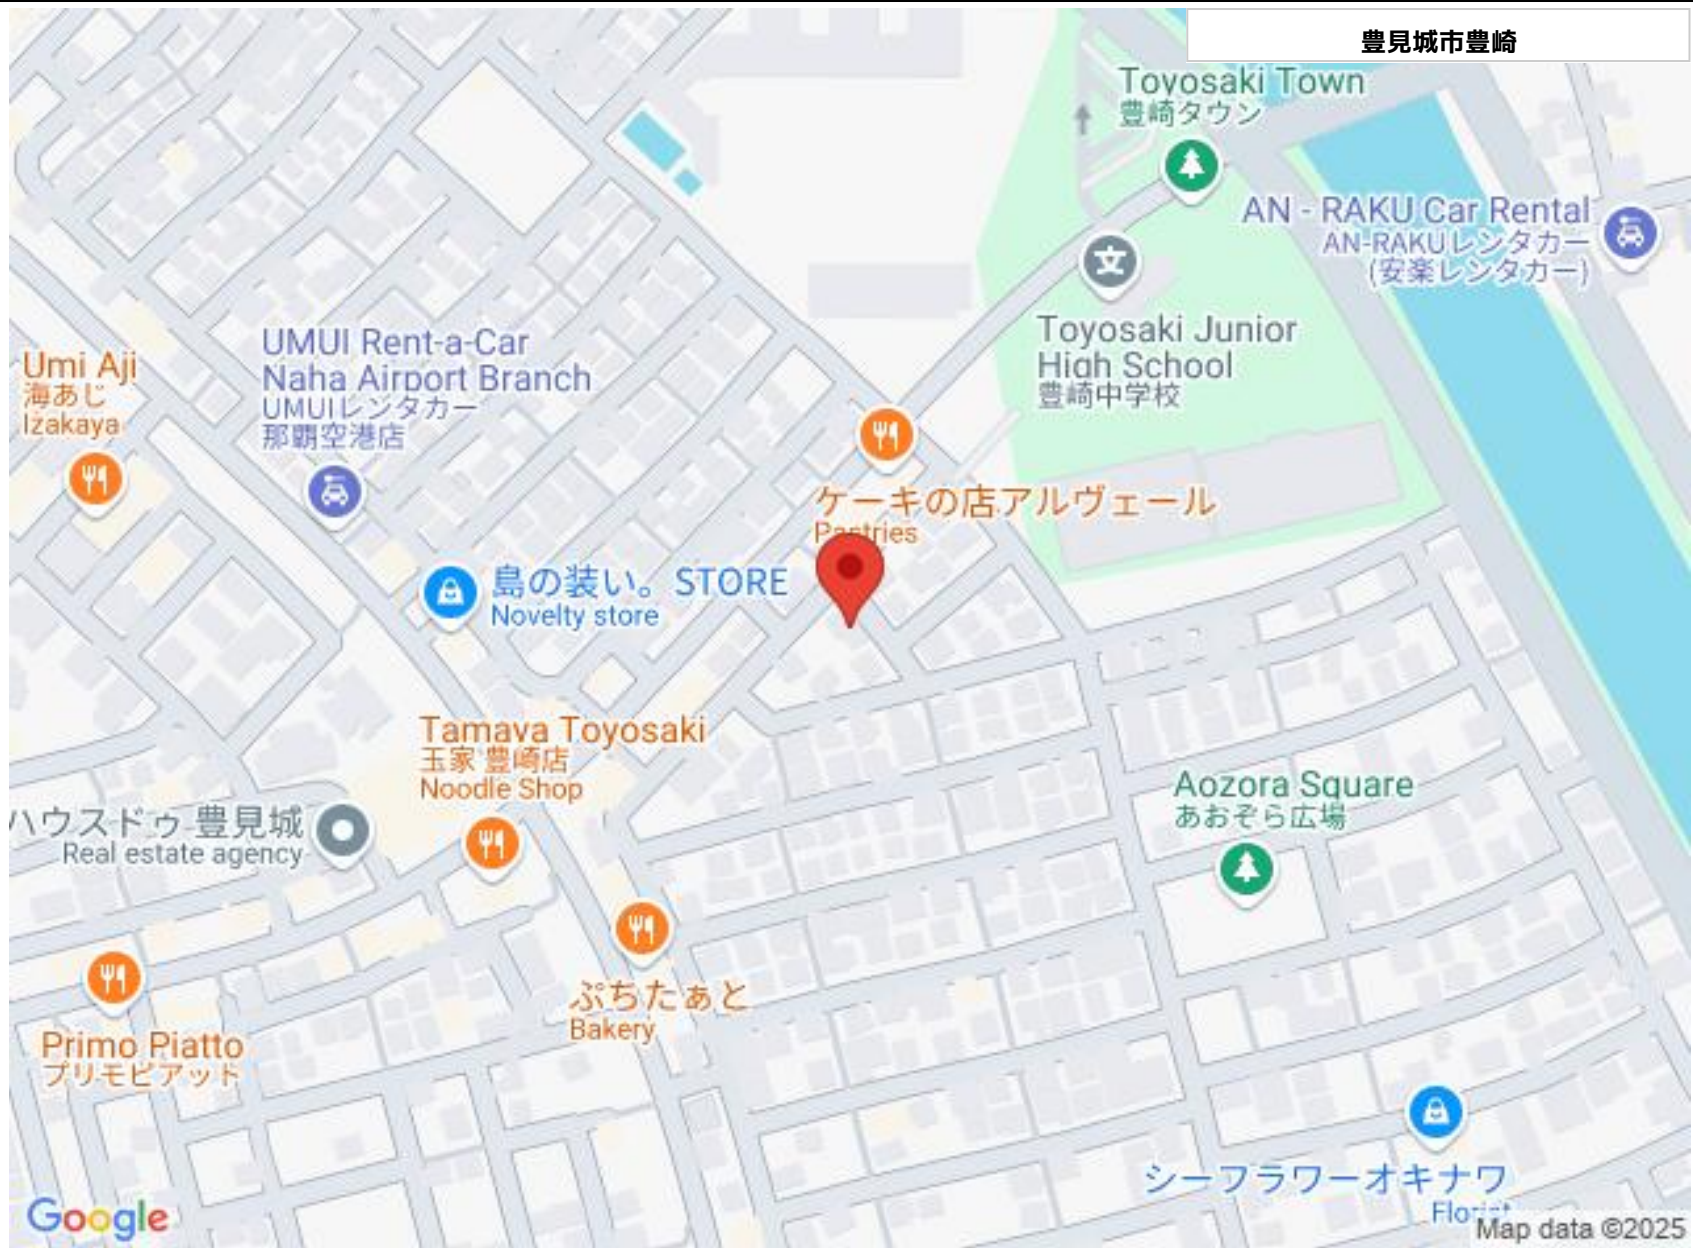 豊見城市豊崎
Toyosaki Town
豊崎タウン
AN - RAKU Car Rental
AN-RAKUレンタカー
(安楽レンタカー)
文
Toyosaki Junior
High School
豊崎中学校
UMUI Rent-a-Car
Naha Airport Branch
UMUIレンタカー
那覇空港店
Umi Aji
海あじ
Izakaya
ケーキの店アルヴェール
Pastries
島の装い。STORE
Novelty store
Tamaya Toyosaki
玉家 豊崎店
Noodle Shop
Aozora Square
あおぞら広場
ハウスドゥ 豊見城
Real estate agency
ぷちたぁと
Bakery
Primo Piatto
プリモピアット
シーフラワーオキナワ
Florist
Google
Map data ©2025